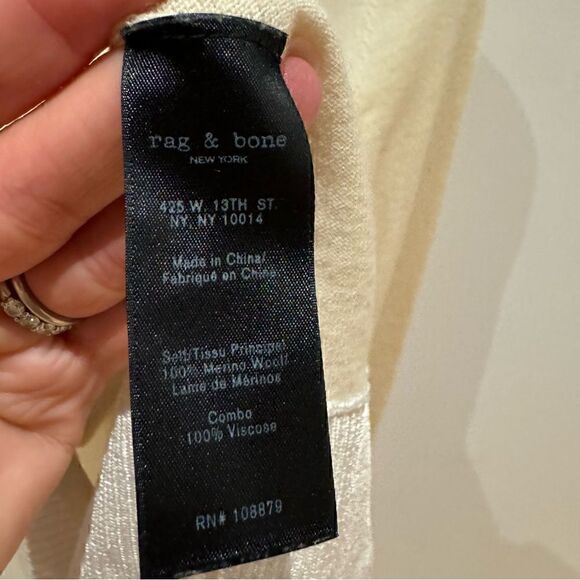 rag & bone
NEW YORK
425 W. 13TH ST.
NY, NY 10014
Made in China/
Fabriqué en Chine
Self/Tissu Principal
100% Merino Wool/
Lame de Mérinos
Combo
100% Viscose
RN# 108879